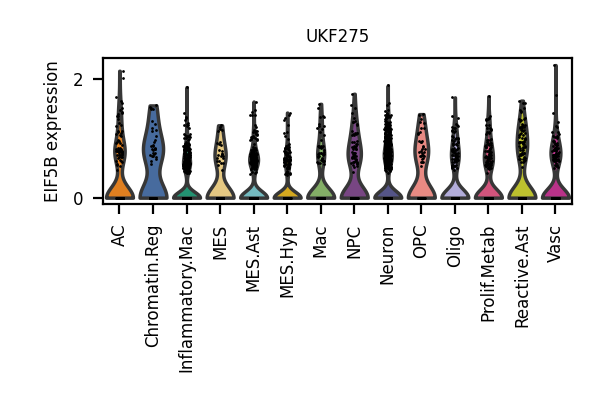 UKF275
EIF5B expression
2
0
AC
Chromatin.Reg
Inflammatory.Mac
MES
MES.Ast
MES.Hyp
Mac
NPC
Neuron
OPC
Oligo
Prolif.Metab
Reactive.Ast
Vasc